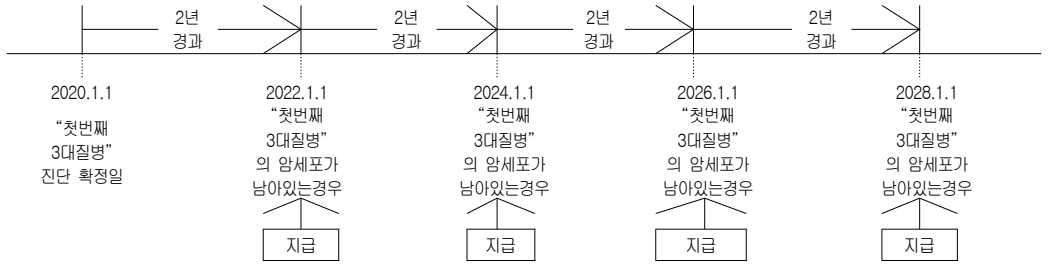 2년
경과
2년
경과
2년
경과
2년
경과
2020.1.1
“첫번째
3대질병”
진단 확정일
2022.1.1
“첫번째
3대질병”
의 암세포가
남아있는경우
지급
2024.1.1
“첫번째
3대질병”
의 암세포가
남아있는경우
지급
2026.1.1
“첫번째
3대질병”
의 암세포가
남아있는경우
지급
2028.1.1
“첫번째
3대질병”
의 암세포가
남아있는경우
지급